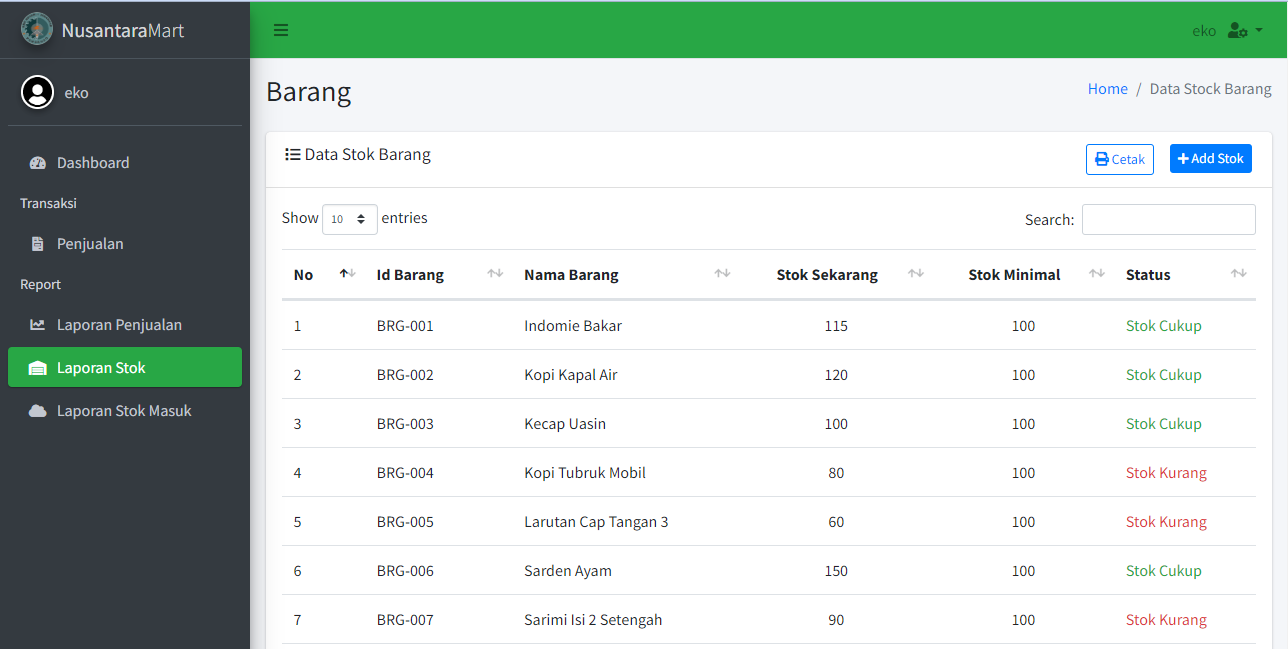 NusantaraMart
eko
eko
Dashboard
Transaksi
Penjualan
Report
Laporan Penjualan
Laporan Stok
Laporan Stok Masuk
Barang
Home / Data Stock Barang
Data Stok Barang
Cetak
Add Stok
Show 10 entries
Search:
No Id Barang Nama Barang Stok Sekarang Stok Minimal Status
1 BRG-001 Indomie Bakar 115 100 Stok Cukup
2 BRG-002 Kopi Kapal Air 120 100 Stok Cukup
3 BRG-003 Kecap Uasin 100 100 Stok Cukup
4 BRG-004 Kopi Tubruk Mobil 80 100 Stok Kurang
5 BRG-005 Larutan Cap Tangan 3 60 100 Stok Kurang
6 BRG-006 Sarden Ayam 150 100 Stok Cukup
7 BRG-007 Sarimi Isi 2 Setengah 90 100 Stok Kurang